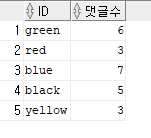 ID 댓글수
1 green 6
2 red 3
3 blue 7
4 black 5
5 yellow 3